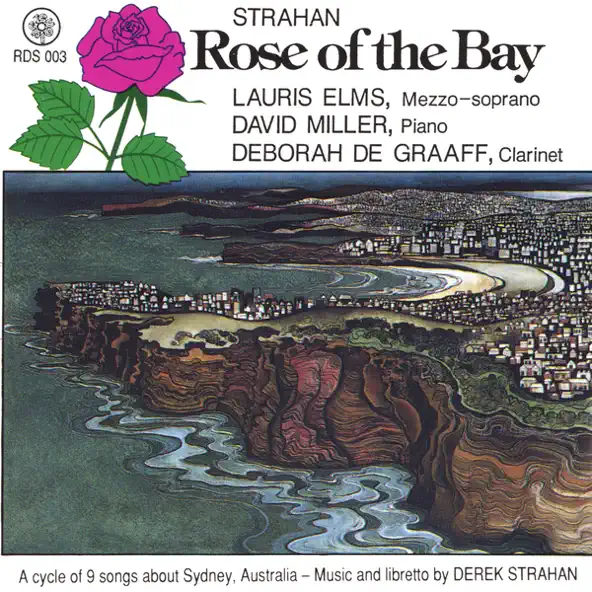 STRAHAN
RDS 003
Rose of the Bay
LAURIS ELMS, Mezzo-soprano
DAVID MILLER, Piano
DEBORAH DE GRAAFF, Clarinet
A cycle of 9 songs about Sydney, Australia – Music and libretto by DEREK STRAHAN